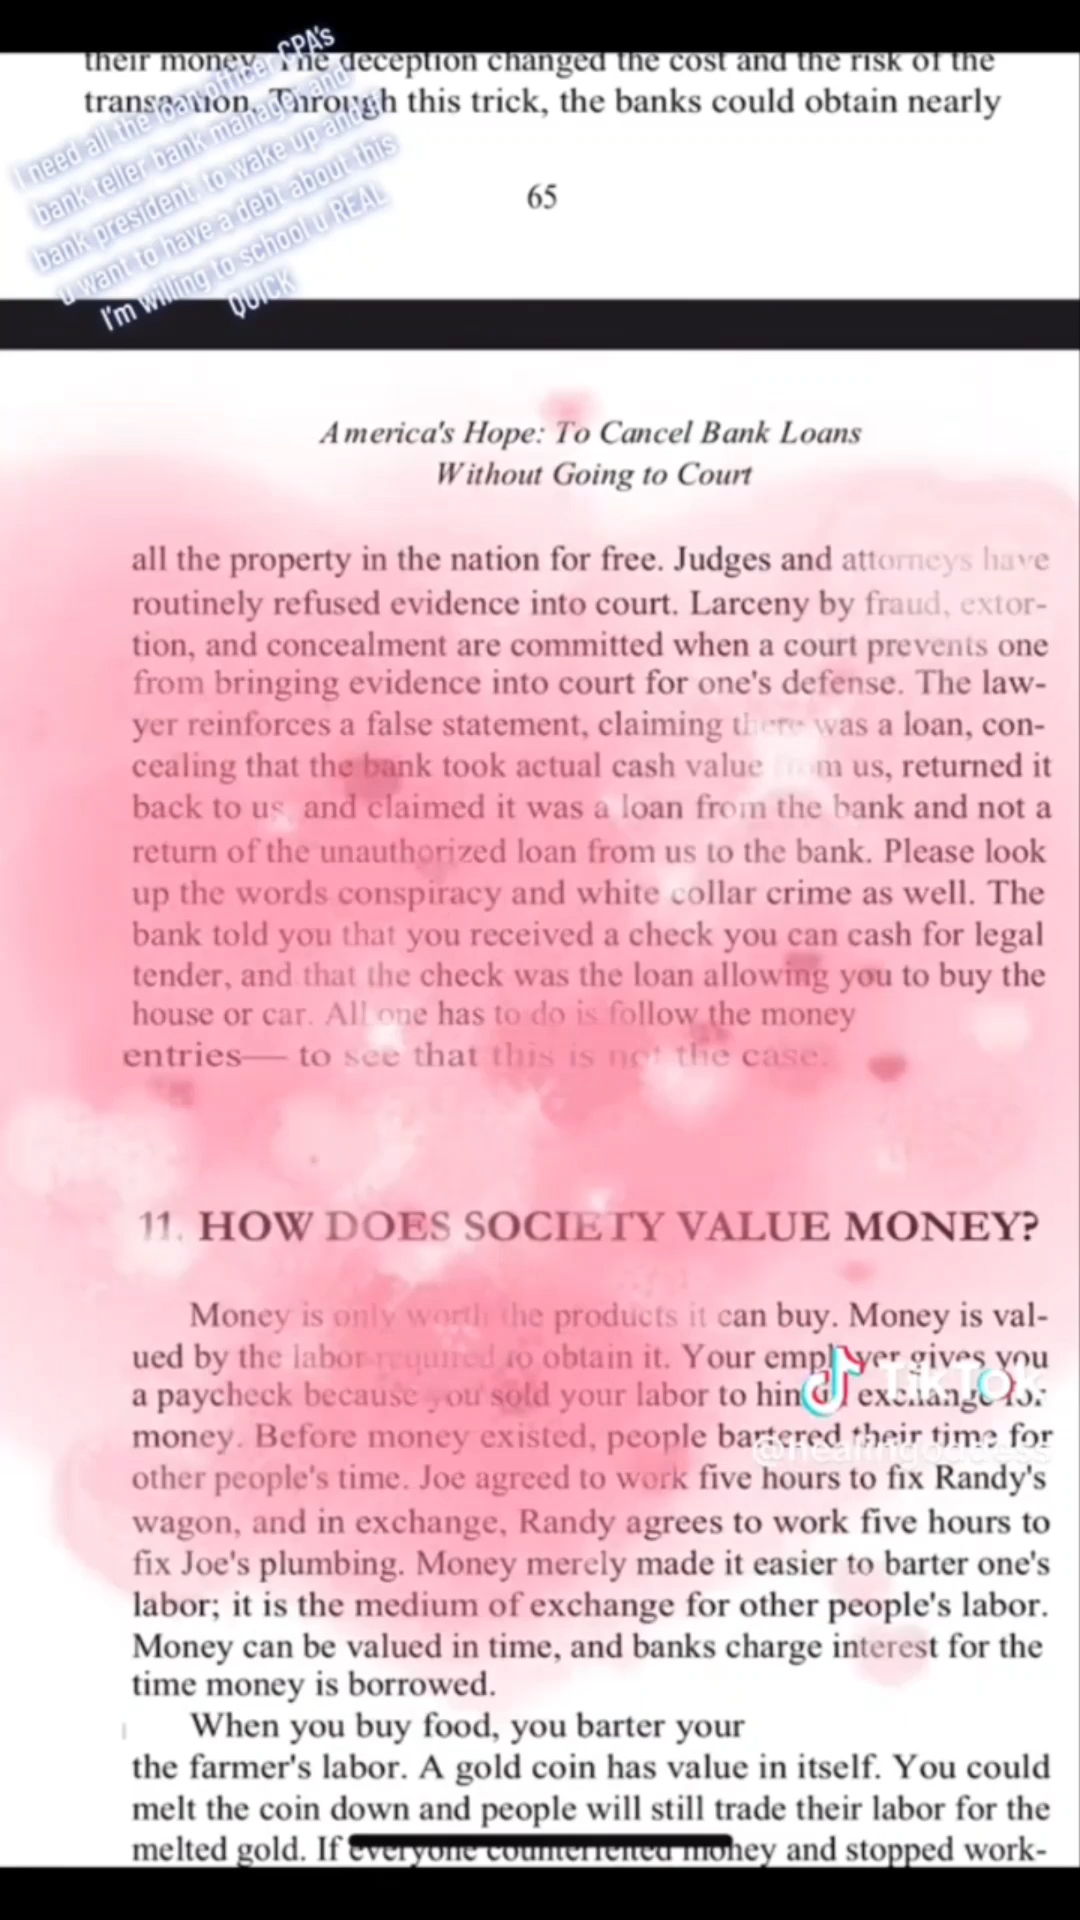 their money. The deception changed the cost and the risk of the
transaction. Through this trick, the banks could obtain nearly
I need all the loan officer CPA's
bank teller bank manager and
bank president, to wake up and
u want to have a debt about this
I'm willing to school u REAL
QUICK
65
America's Hope: To Cancel Bank Loans
Without Going to Court
all the property in the nation for free. Judges and attorneys have
routinely refused evidence into court. Larceny by fraud, extor-
tion, and concealment are committed when a court prevents one
from bringing evidence into court for one's defense. The law-
yer reinforces a false statement, claiming there was a loan, con-
cealing that the bank took actual cash value from us, returned it
back to us, and claimed it was a loan from the bank and not a
return of the unauthorized loan from us to the bank. Please look
up the words conspiracy and white collar crime as well. The
bank told you that you received a check you can cash for legal
tender, and that the check was the loan allowing you to buy the
house or car. All one has to do is follow the money
entries— to see that this is not the case.
11. HOW DOES SOCIETY VALUE MONEY?
Money is only worth the products it can buy. Money is val-
ued by the labor required to obtain it. Your employer gives you
a paycheck because you sold your labor to him in exchange for
money. Before money existed, people bartered their time for
other people's time. Joe agreed to work five hours to fix Randy's
wagon, and in exchange, Randy agrees to work five hours to
fix Joe's plumbing. Money merely made it easier to barter one's
labor; it is the medium of exchange for other people's labor.
Money can be valued in time, and banks charge interest for the
time money is borrowed.
When you buy food, you barter your
the farmer's labor. A gold coin has value in itself. You could
melt the coin down and people will still trade their labor for the
melted gold. If everyone counterfeited money and stopped work-
TikTok